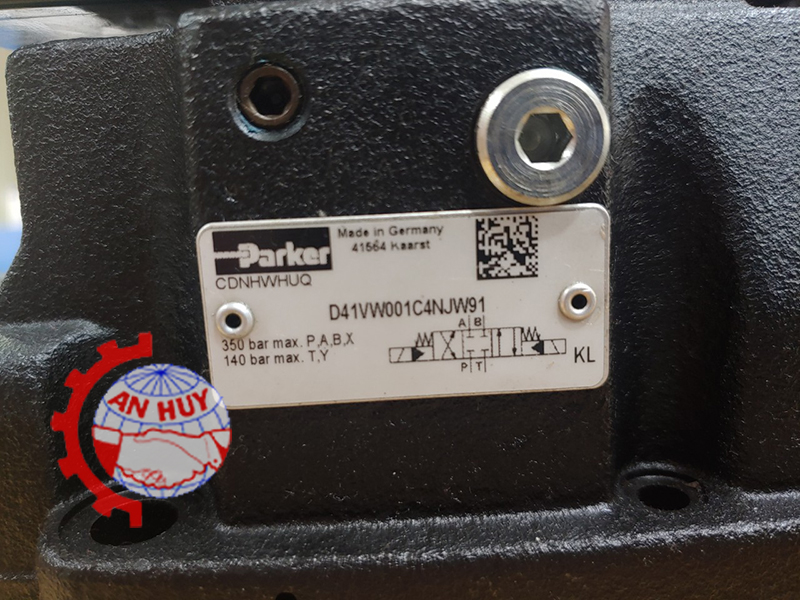 Parker
Made in Germany
41564 Kaarst
CDNHWHUQ
D41VW001C4NJW91
350 bar max. P,A,B,X
140 bar max. T,Y
A B
P T
KL
AN HUY